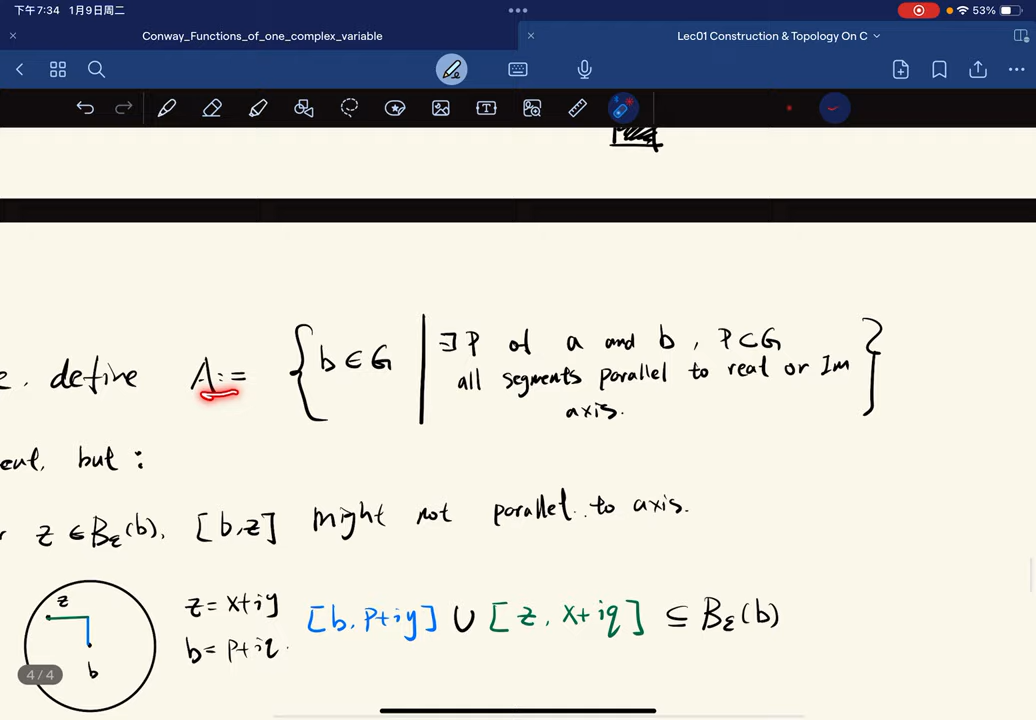 下午7:34 1月9日周二
53%
Conway_Functions_of_one_complex_variable
Lec01 Construction & Topology On C
∃P of a and b, P⊂G
e. define A := { b∈G | all segments parallel to real or Im
axis. }
but :
z ∈ Bε(b), [b,z] might not parallel to axis.
z
z = x+iy
[b, p+iy] ∪ [z, x+iq] ⊆ Bε(b)
b = p+iq.
b
4 / 4